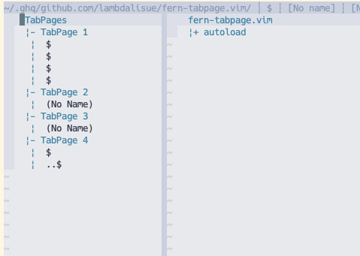 ~/.ghq/github.com/lambdalisue/fern-tabpage.vim/ | $ | [No name] | [N
TabPages
¦- TabPage 1
¦ $
¦ $
¦ $
¦ $
¦- TabPage 2
¦ (No Name)
¦- TabPage 3
¦ (No Name)
¦- TabPage 4
¦ $
¦ ..$
fern-tabpage.vim
¦+ autoload